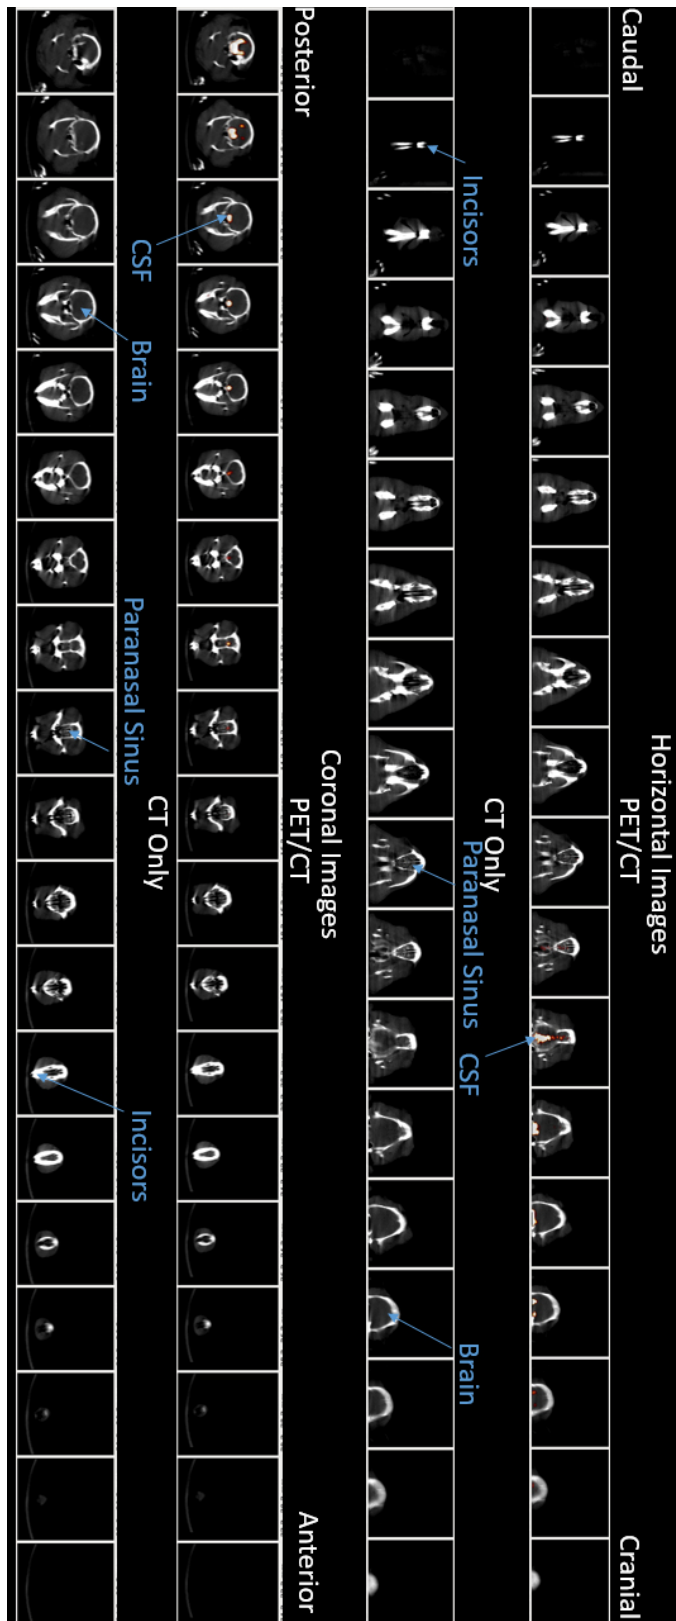 Horizontal Images
Caudal
PET/CT
Cranial
CSF
CT Only
Incisors
Paranasal Sinus
Brain
Coronal Images
Posterior
PET/CT
Anterior
CSF
Brain
CT Only
Paranasal Sinus
Incisors